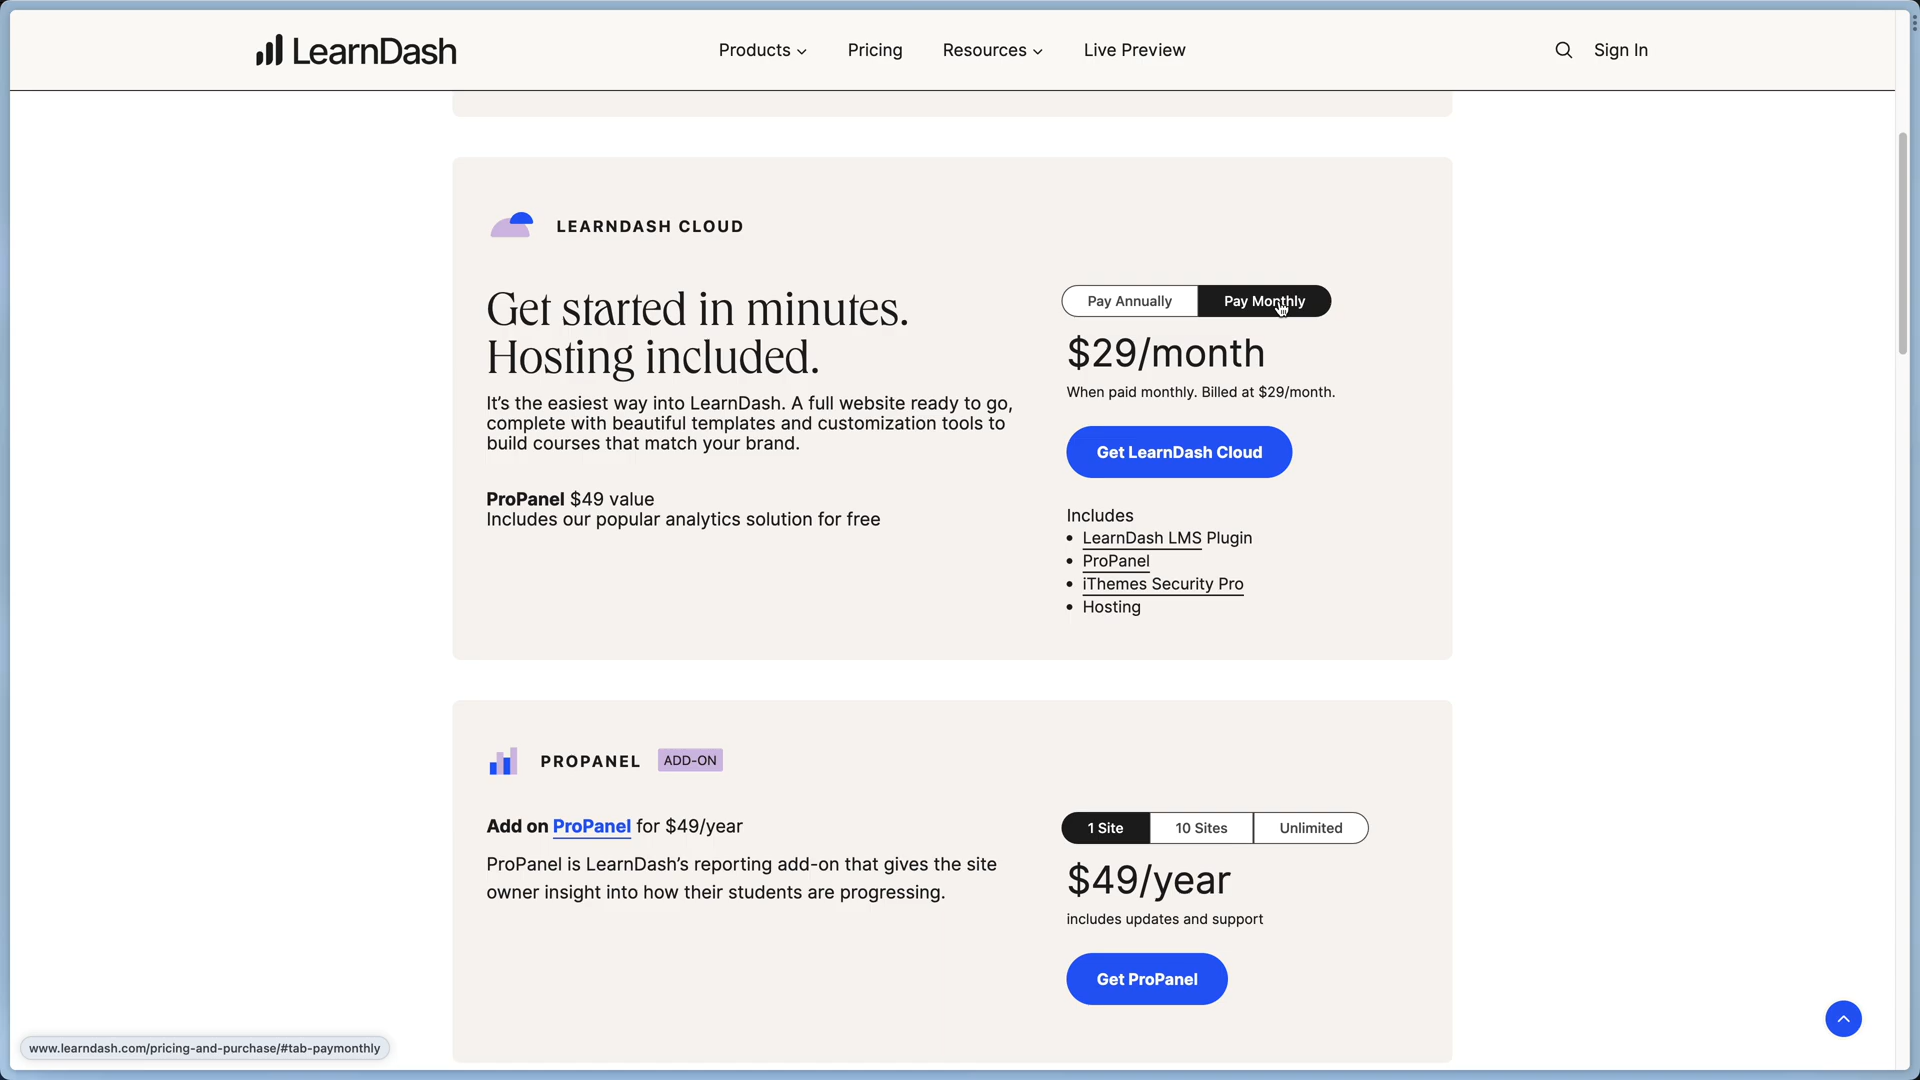 LearnDash
Products
Pricing
Resources
Live Preview
Sign In
LEARNDASH CLOUD
Get started in minutes.
Hosting included.
It's the easiest way into LearnDash. A full website ready to go,
complete with beautiful templates and customization tools to
build courses that match your brand.
ProPanel $49 value
Includes our popular analytics solution for free
Pay Annually
Pay Monthly
$29/month
When paid monthly. Billed at $29/month.
Get LearnDash Cloud
Includes
• LearnDash LMS Plugin
• ProPanel
• iThemes Security Pro
• Hosting
PROPANEL ADD-ON
Add on ProPanel for $49/year
ProPanel is LearnDash's reporting add-on that gives the site
owner insight into how their students are progressing.
1 Site
10 Sites
Unlimited
$49/year
includes updates and support
Get ProPanel
www.learndash.com/pricing-and-purchase/#tab-paymonthly